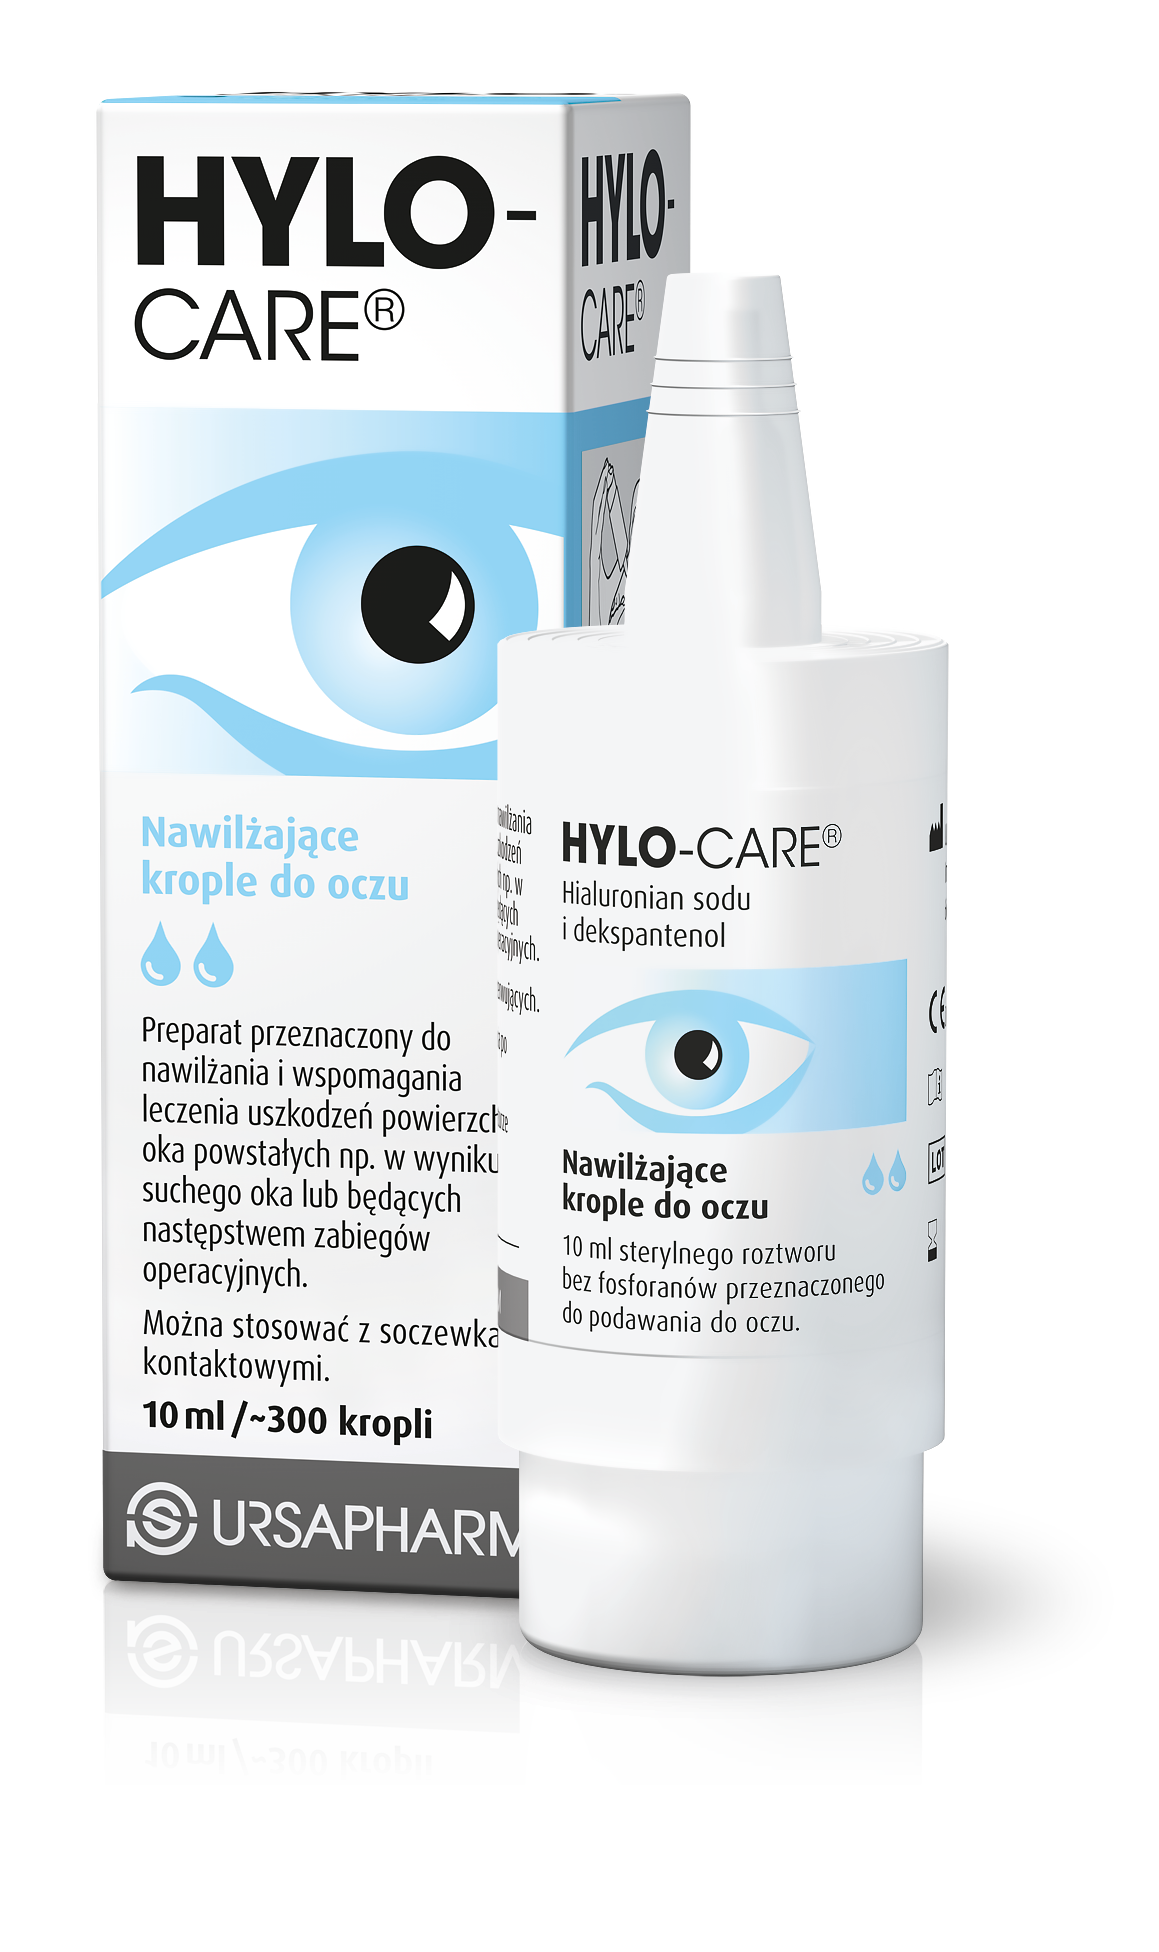 HYLO-
CARE®
Nawilżające
krople do oczu
Preparat przeznaczony do
nawilżania i wspomagania
leczenia uszkodzeń
oka powstałych np. w wyniku
suchego oka lub będących
następstwem zabiegów
operacyjnych.
Można stosować z
kontaktowymi.
10 ml /~300 kropli
URSAPHARM
HYLO-
CARE®
np. w
HYLO-CARE®
Hialuronian sodu
i dekspantenol
Nawilżające
krople do oczu
10 ml sterylnego roztworu
bez fosforanów przeznaczonego
do podawania do oczu.
CE
LOT